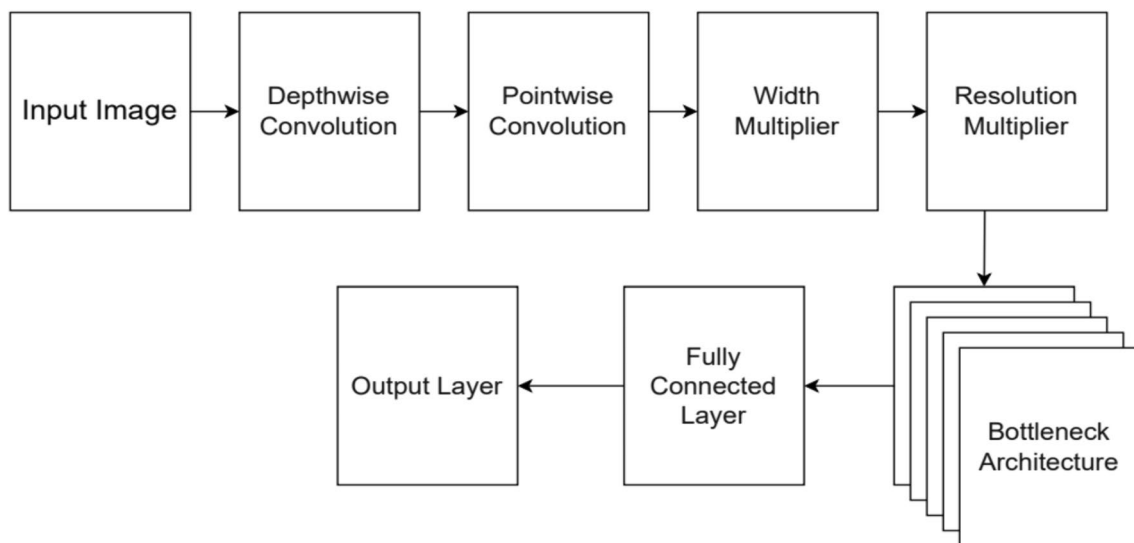 Input Image
Depthwise
Convolution
Pointwise
Convolution
Width
Multiplier
Resolution
Multiplier
Output Layer
Fully
Connected
Layer
Bottleneck
Architecture